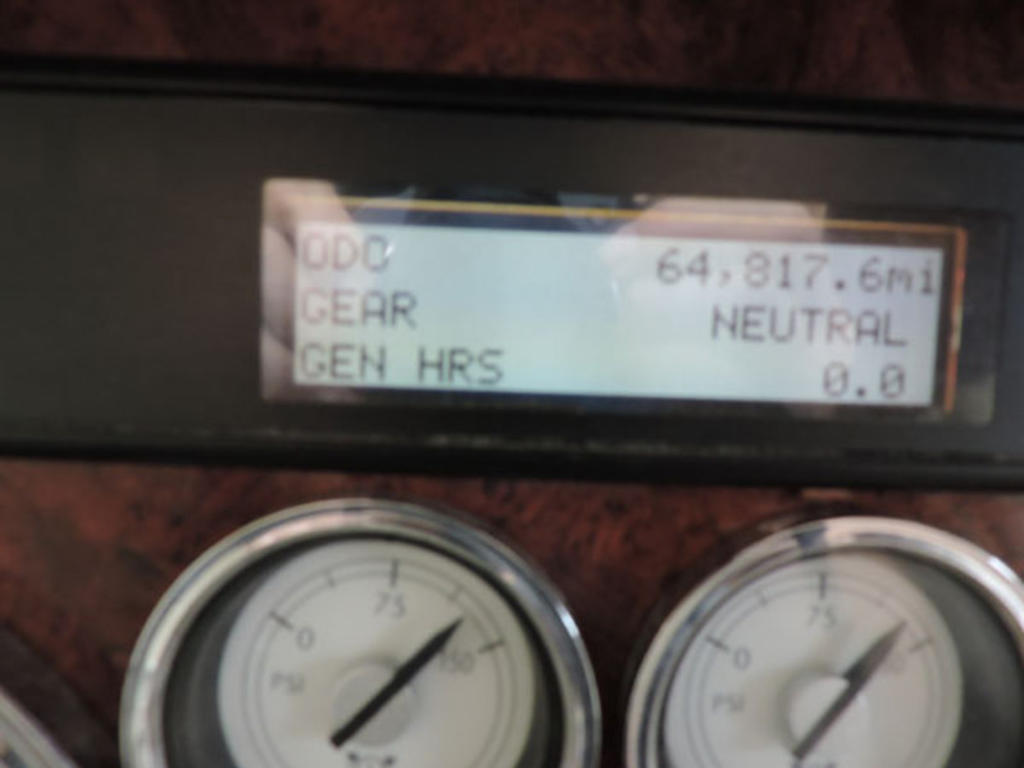 ODO 64,817.6mi
GEAR NEUTRAL
GEN HRS 0.0
75 75
0 150 0
PSI PSI